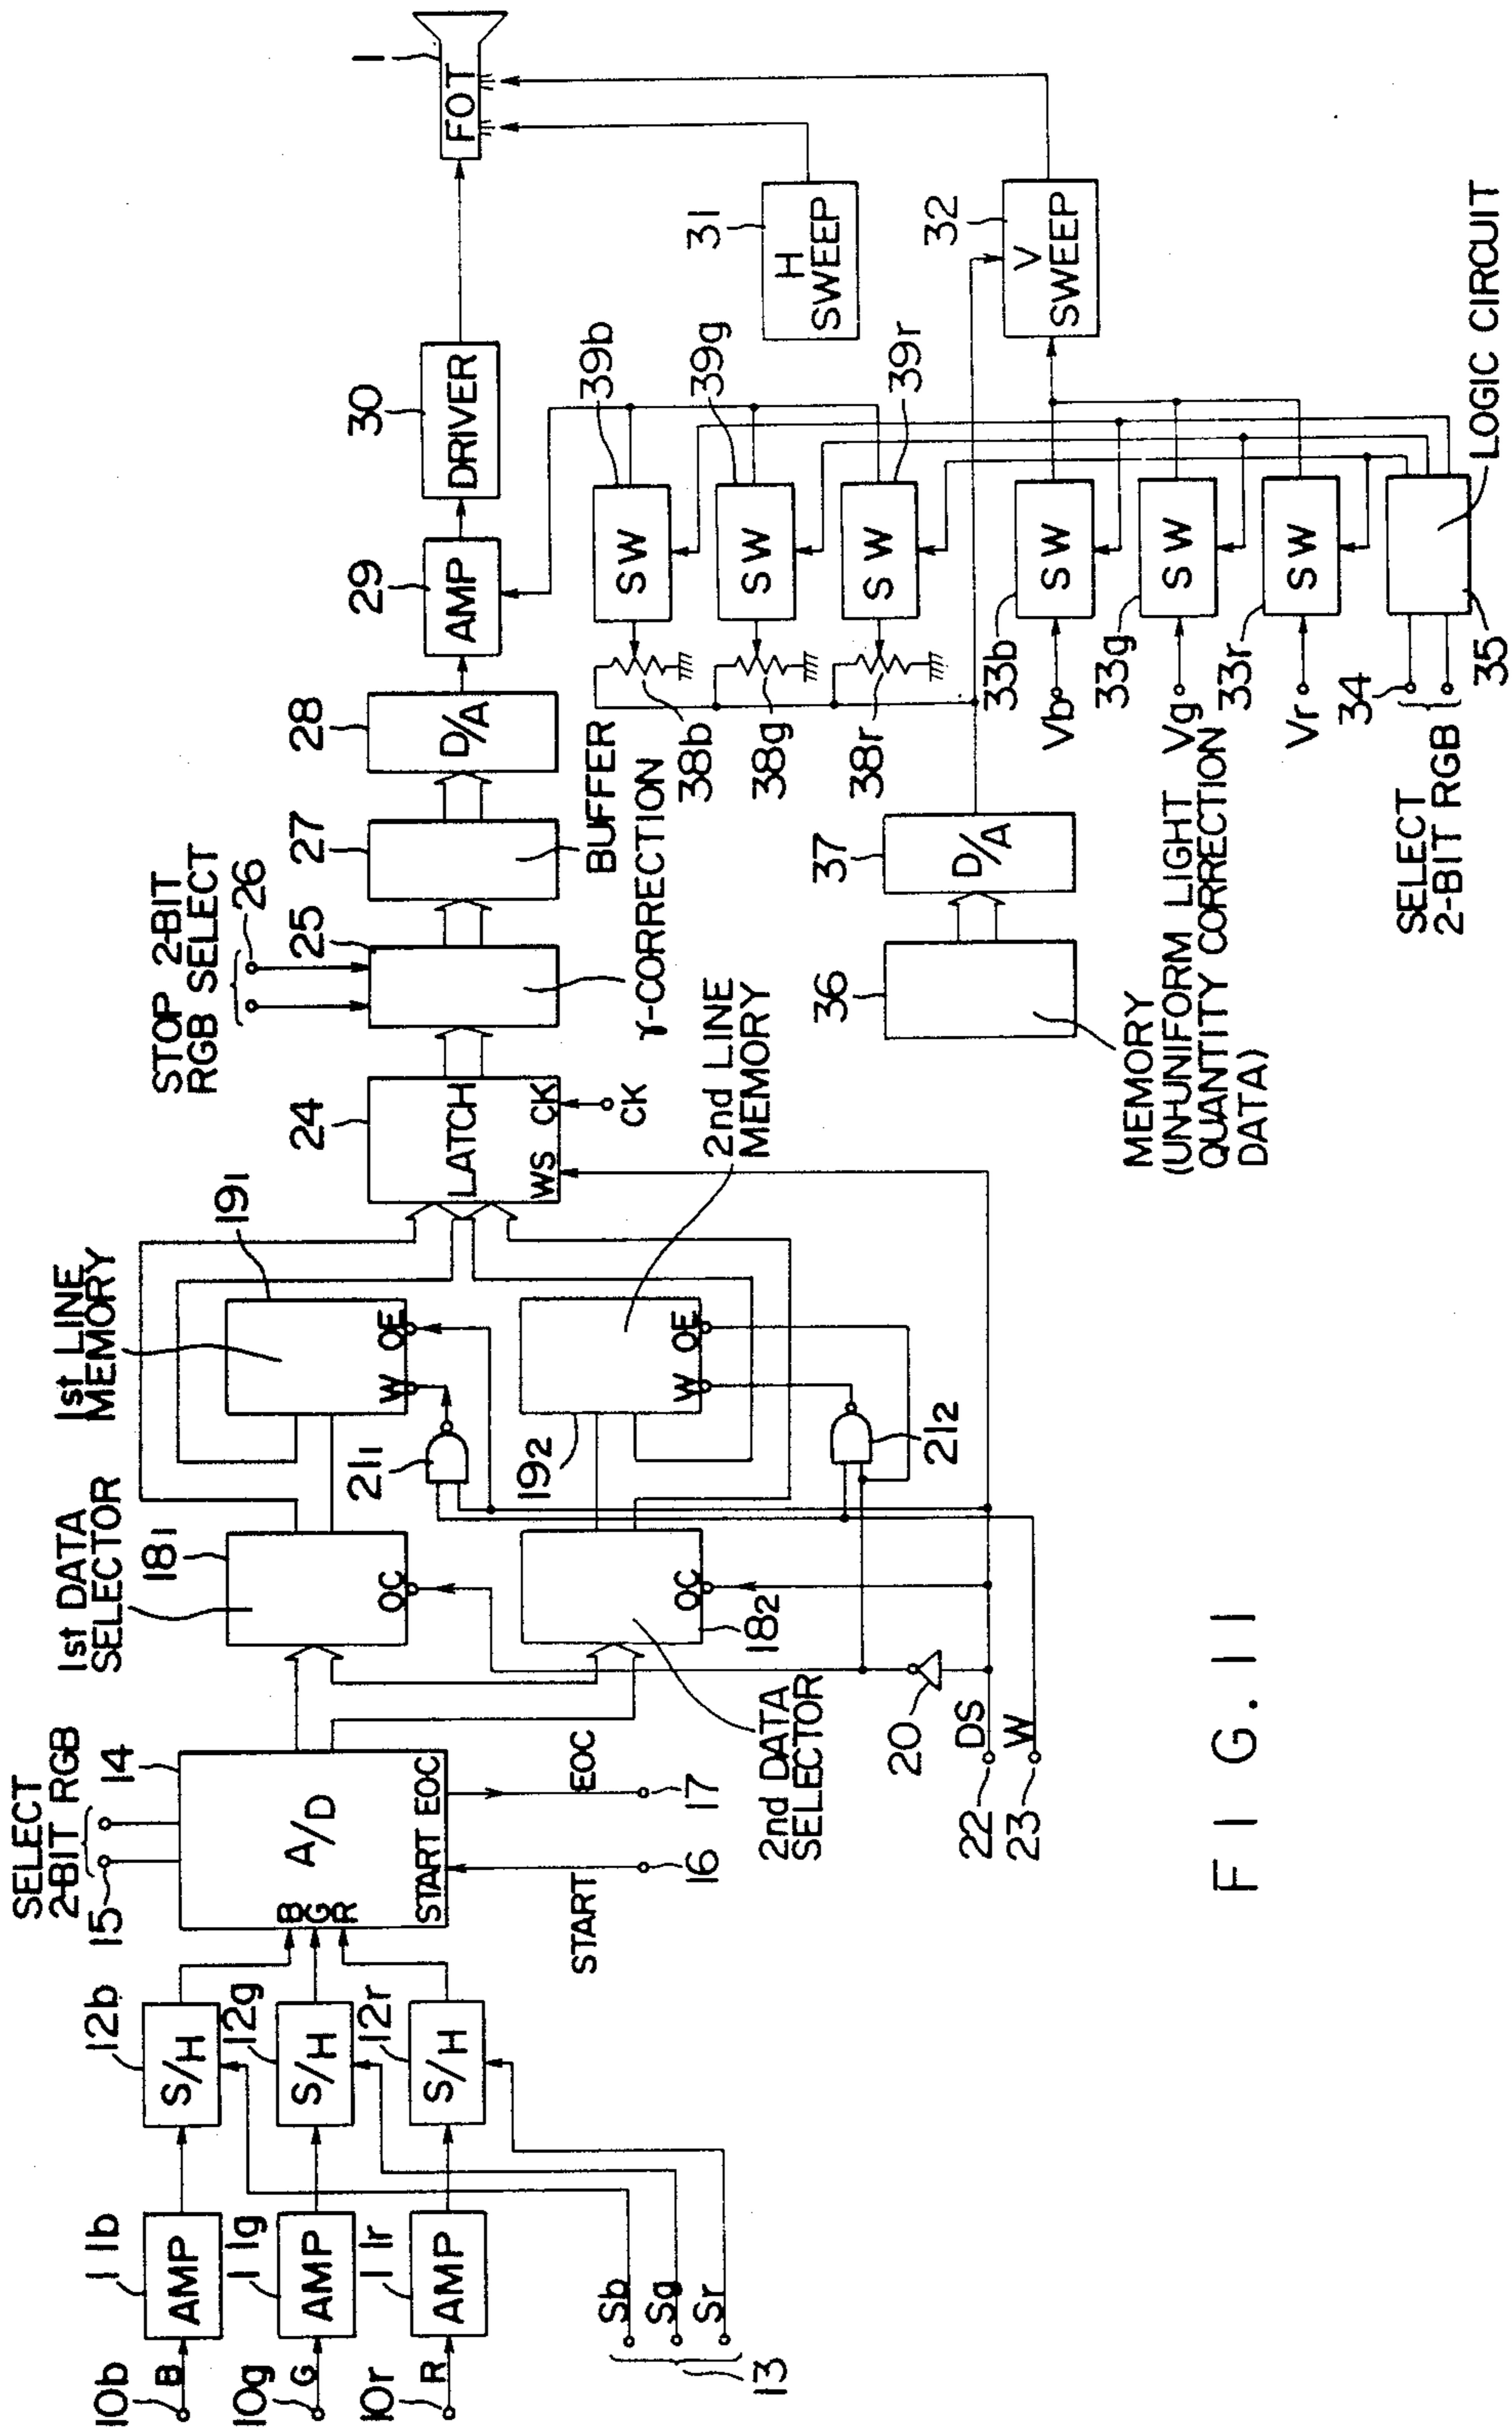 10b
B
10g
G
10r
R
11b
AMP
11g
AMP
11r
AMP
12b
S/H
12g
S/H
12r
S/H
Sb
Sg
Sr
13
SELECT
2-BIT RGB
15
14
B
G
R
A/D
START EOC
START
16
EOC
17
1st DATA
SELECTOR
181
OC
2nd DATA
SELECTOR
182
OC
20
22
DS
23
W
1st LINE
MEMORY
191
W
OE
211
192
W
OE
212
2nd LINE
MEMORY
24
LATCH
WS
CK
CK
STOP 2-BIT
RGB SELECT
26
25
γ-CORRECTION
27
BUFFER
28
D/A
29
AMP
30
DRIVER
FOT
1
31
H
SWEEP
32
V
SWEEP
39b
SW
39g
SW
39r
SW
38b
38g
38r
36
MEMORY
(UN-UNIFORM LIGHT
QUANTITY CORRECTION
DATA)
37
D/A
33b
Vb
SW
33g
Vg
SW
33r
Vr
SW
34
SELECT
2-BIT RGB
35
LOGIC CIRCUIT
FIG. 11